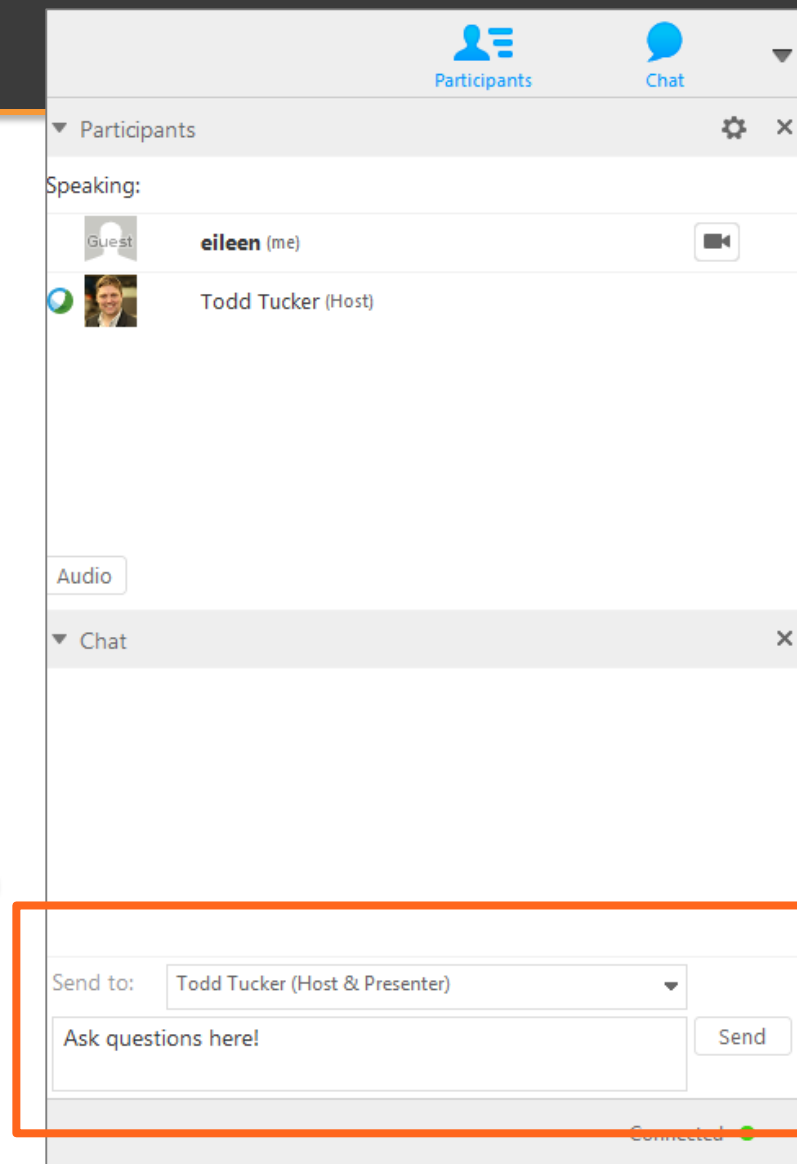 Participants
Chat
Participants
Speaking:
Guest
eileen (me)
Todd Tucker (Host)
Audio
Chat
Send to: Todd Tucker (Host & Presenter)
Ask questions here!
Send
Connected